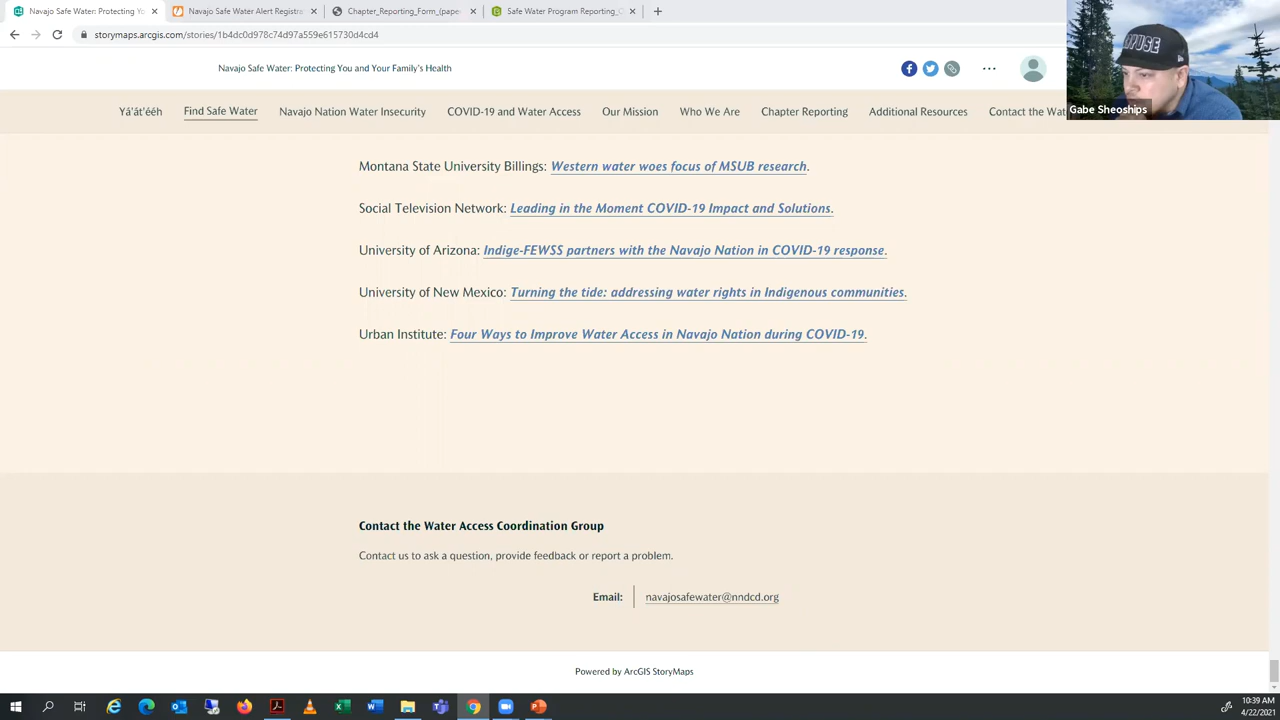 Navajo Safe Water: Protecting Yo
Navajo Safe Water Alert Registra
Chapter_Reporting_Form_(pape
Safe Water Program Reporting_O
storymaps.arcgis.com/stories/1b4dc0d978c74d97a559e615730d4cd4
Navajo Safe Water: Protecting You and Your Family's Health
Gabe Sheoships
Yá'át'ééh
Find Safe Water
Navajo Nation Water Insecurity
COVID-19 and Water Access
Our Mission
Who We Are
Chapter Reporting
Additional Resources
Contact the Wat
Montana State University Billings: Western water woes focus of MSUB research.
Social Television Network: Leading in the Moment COVID-19 Impact and Solutions.
University of Arizona: Indige-FEWSS partners with the Navajo Nation in COVID-19 response.
University of New Mexico: Turning the tide: addressing water rights in Indigenous communities.
Urban Institute: Four Ways to Improve Water Access in Navajo Nation during COVID-19.
Contact the Water Access Coordination Group
Contact us to ask a question, provide feedback or report a problem.
Email: navajosafewater@nndcd.org
Powered by ArcGIS StoryMaps
10:39 AM
4/22/2021